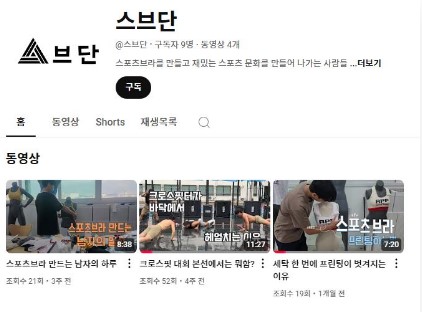 브단
스브단
@스브단 · 구독자 9명 · 동영상 4개
스포츠브라를 만들고 재밌는 스포츠 문화를 만들어 나가는 사람들 ...더보기
구독
홈 동영상 Shorts 재생목록
동영상
스포츠브라 만드는
남자의 하루
8:38
크로스핏터가
바닥에서
헤엄치는 이유
11:27
스포츠브라
프린팅이
7:20
스포츠브라 만드는 남자의 하루
조회수 21회 · 3주 전
크로스핏 대회 본선에서는 뭐함?
조회수 52회 · 4주 전
세탁 한 번에 프린팅이 벗겨지는
이유
조회수 19회 · 1개월 전